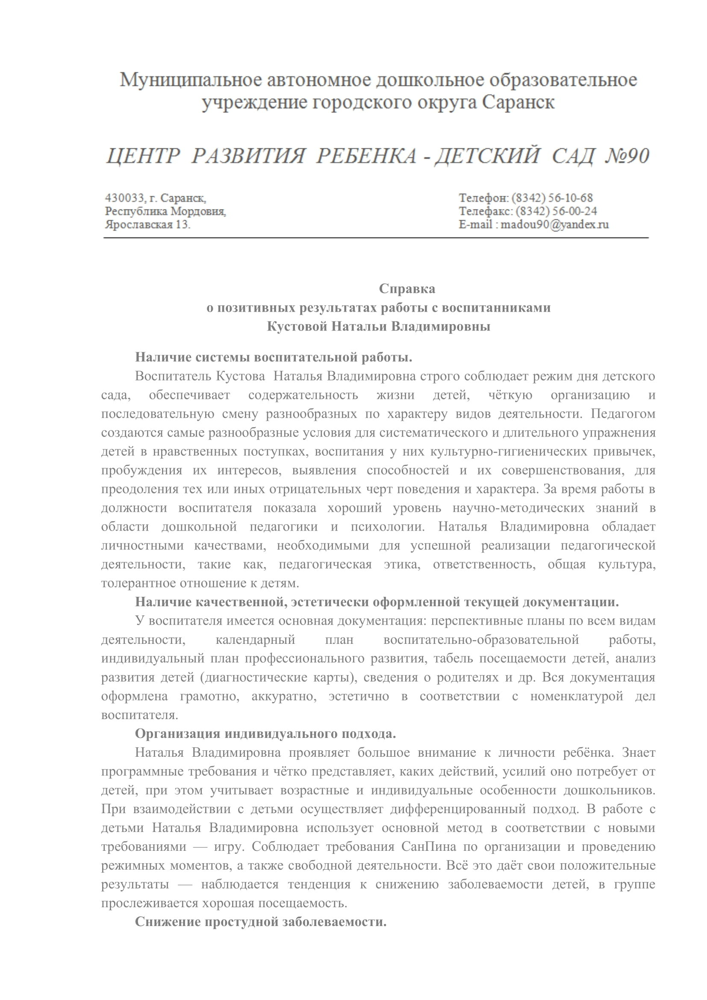 Муниципальное автономное дошкольное образовательное
учреждение городского округа Саранск
ЦЕНТР РАЗВИТИЯ РЕБЕНКА - ДЕТСКИЙ САД №90
430033, г. Саранск,
Республика Мордовия,
Ярославская 13.
Телефон: (8342) 56-10-68
Телефакс: (8342) 56-00-24
E-mail : madou90@yandex.ru
Справка
о позитивных результатах работы с воспитанниками
Кустовой Натальи Владимировны
Наличие системы воспитательной работы.
Воспитатель Кустова Наталья Владимировна строго соблюдает режим дня детского
сада, обеспечивает содержательность жизни детей, чёткую организацию и
последовательную смену разнообразных по характеру видов деятельности. Педагогом
создаются самые разнообразные условия для систематического и длительного упражнения
детей в нравственных поступках, воспитания у них культурно-гигиенических привычек,
пробуждения их интересов, выявления способностей и их совершенствования, для
преодоления тех или иных отрицательных черт поведения и характера. За время работы в
должности воспитателя показала хороший уровень научно-методических знаний в
области дошкольной педагогики и психологии. Наталья Владимировна обладает
личностными качествами, необходимыми для успешной реализации педагогической
деятельности, такие как, педагогическая этика, ответственность, общая культура,
толерантное отношение к детям.
Наличие качественной, эстетически оформленной текущей документации.
У воспитателя имеется основная документация: перспективные планы по всем видам
деятельности, календарный план воспитательно-образовательной работы,
индивидуальный план профессионального развития, табель посещаемости детей, анализ
развития детей (диагностические карты), сведения о родителях и др. Вся документация
оформлена грамотно, аккуратно, эстетично в соответствии с номенклатурой дел
воспитателя.
Организация индивидуального подхода.
Наталья Владимировна проявляет большое внимание к личности ребёнка. Знает
программные требования и чётко представляет, каких действий, усилий оно потребует от
детей, при этом учитывает возрастные и индивидуальные особенности дошкольников.
При взаимодействии с детьми осуществляет дифференцированный подход. В работе с
детьми Наталья Владимировна использует основной метод в соответствии с новыми
требованиями — игру. Соблюдает требования СанПина по организации и проведению
режимных моментов, а также свободной деятельности. Всё это даёт свои положительные
результаты — наблюдается тенденция к снижению заболеваемости детей, в группе
прослеживается хорошая посещаемость.
Снижение простудной заболеваемости.